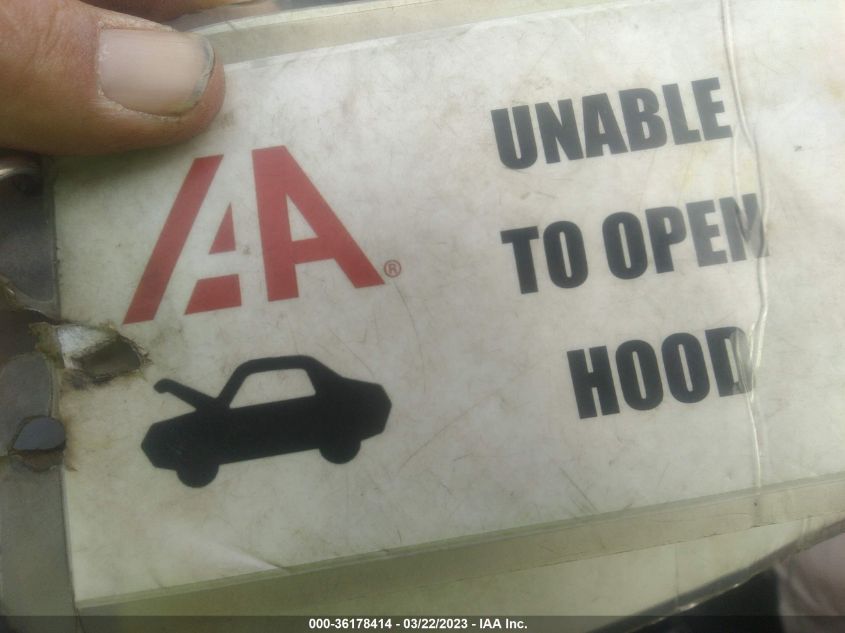 IAA®
UNABLE
TO OPEN
HOOD
000-36178414 - 03/22/2023 - IAA Inc.